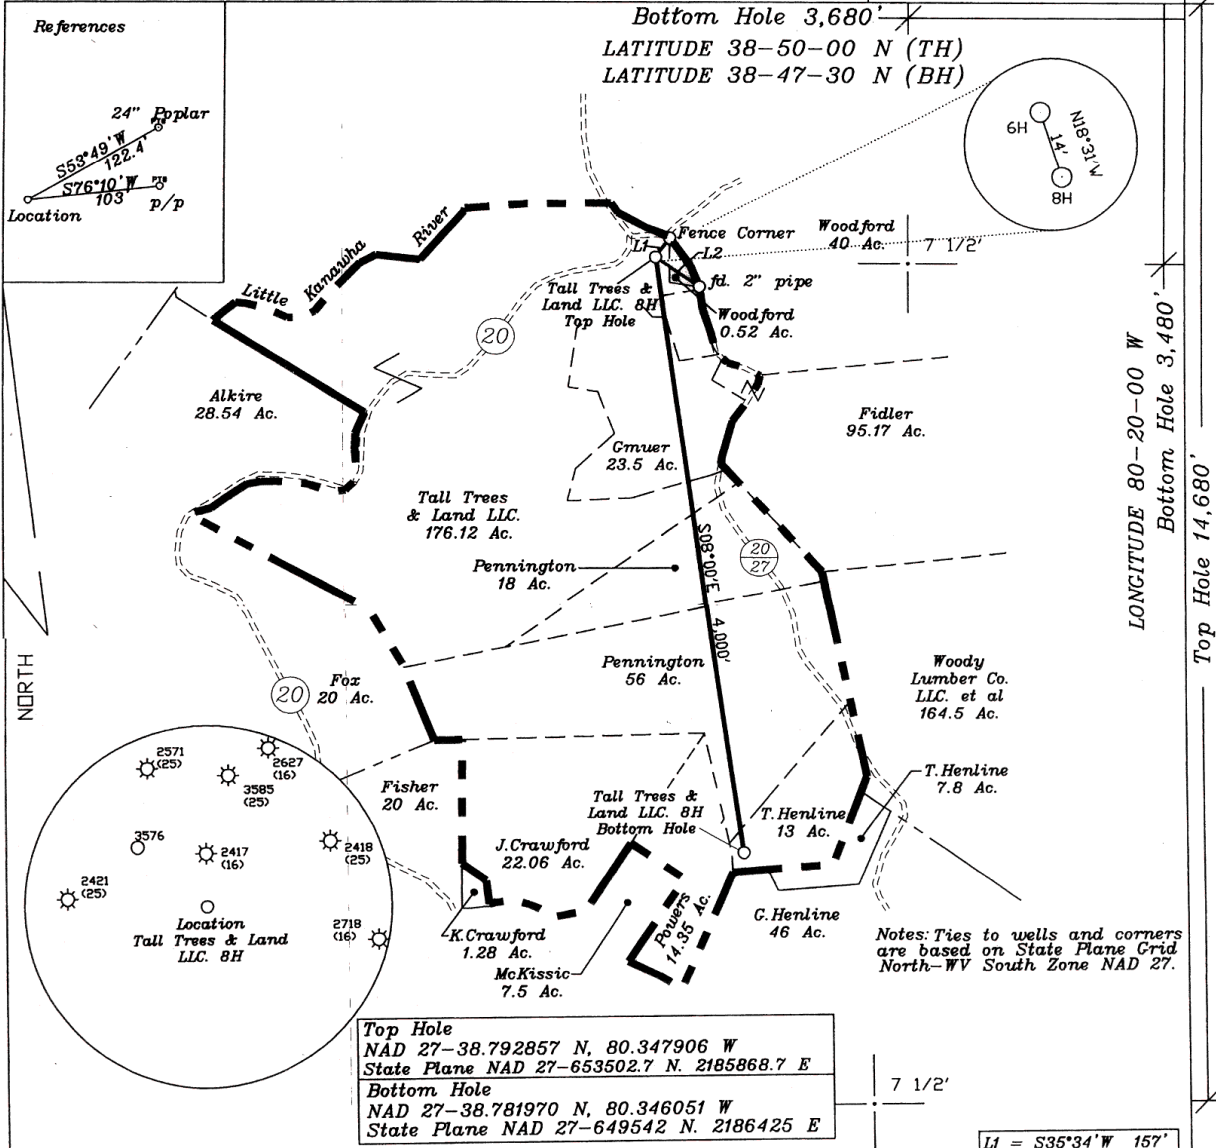 References
24" Poplar
S53°49'W
122.4'
S76°10'W
103'
p/p
Location
Bottom Hole 3,680'
LATITUDE 38-50-00 N (TH)
LATITUDE 38-47-30 N (BH)
6H
N18°31'W
14'
8H
Little
Kanawha
River
Fence Corner
L1
L2
Woodford
40 Ac.
7 1/2'
fd. 2" pipe
Tall Trees &
Land LLC. 8H
Top Hole
Woodford
0.52 Ac.
20
Alkire
28.54 Ac.
Gmuer
23.5 Ac.
Fidler
95.17 Ac.
Tall Trees
& Land LLC.
176.12 Ac.
S08°00'E
4,000'
20
27
Pennington
18 Ac.
Pennington
56 Ac.
Woody
Lumber Co.
LLC. et al
164.5 Ac.
LONGITUDE 80-20-00 W
Bottom Hole 3,480'
Top Hole 14,680'
NORTH
Fox
20 Ac.
20
2571
(25)
2627
(16)
3585
(25)
3576
2417
(16)
2418
(25)
2421
(25)
2718
(16)
Location
Tall Trees & Land
LLC. 8H
Fisher
20 Ac.
Tall Trees &
Land LLC. 8H
Bottom Hole
T.Henline
13 Ac.
T.Henline
7.8 Ac.
J.Crawford
22.06 Ac.
K.Crawford
1.28 Ac.
McKissic
7.5 Ac.
Powers
14.35 Ac.
G.Henline
46 Ac.
Notes: Ties to wells and corners
are based on State Plane Grid
North-WV South Zone NAD 27.
Top Hole
NAD 27-38.792857 N, 80.347906 W
State Plane NAD 27-653502.7 N. 2185868.7 E
Bottom Hole
NAD 27-38.781970 N, 80.346051 W
State Plane NAD 27-649542 N. 2186425 E
7 1/2'
L1 = S35°34'W 157'